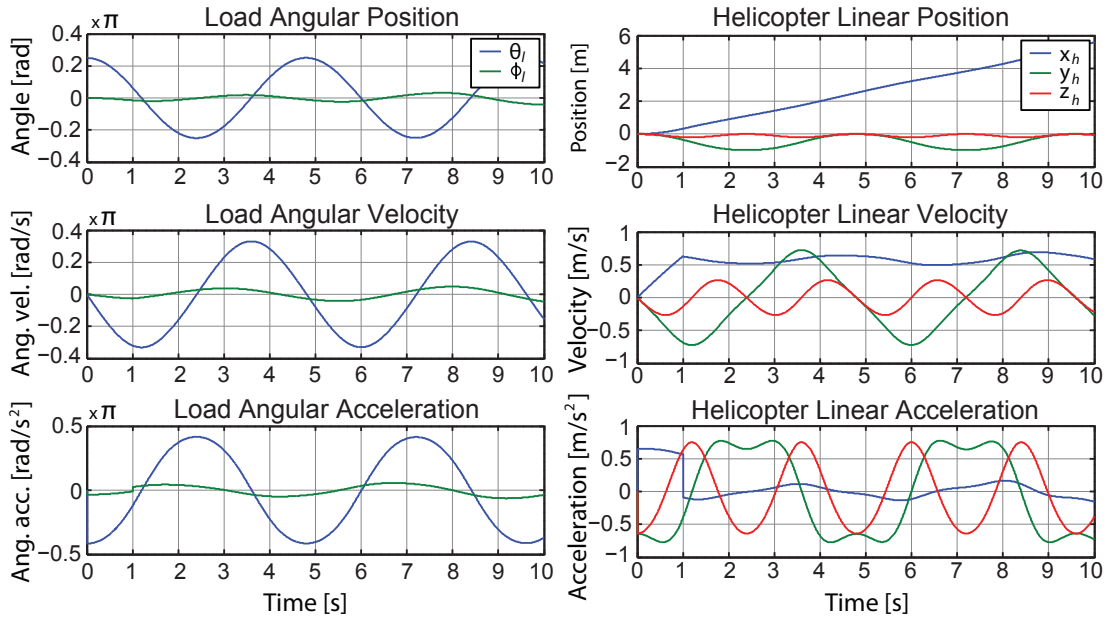 Load Angular Position
×π
Angle [rad]
0.4
0.2
0
−0.2
−0.4
θl
ϕl
0 1 2 3 4 5 6 7 8 9 10
Helicopter Linear Position
Position [m]
6
4
2
0
−2
xh
yh
zh
0 1 2 3 4 5 6 7 8 9 10
Load Angular Velocity
×π
Ang. vel. [rad/s]
0.4
0.2
0
−0.2
0.4
0 1 2 3 4 5 6 7 8 9 10
Helicopter Linear Velocity
Velocity [m/s]
1
0.5
0
−0.5
−1
0 1 2 3 4 5 6 7 8 9 10
Load Angular Acceleration
×π
Ang. acc. [rad/s²]
0.5
0
−0.5
0 1 2 3 4 5 6 7 8 9 10
Time [s]
Helicopter Linear Acceleration
Acceleration [m/s²]
1
0.5
0
−0.5
−1
0 1 2 3 4 5 6 7 8 9 10
Time [s]